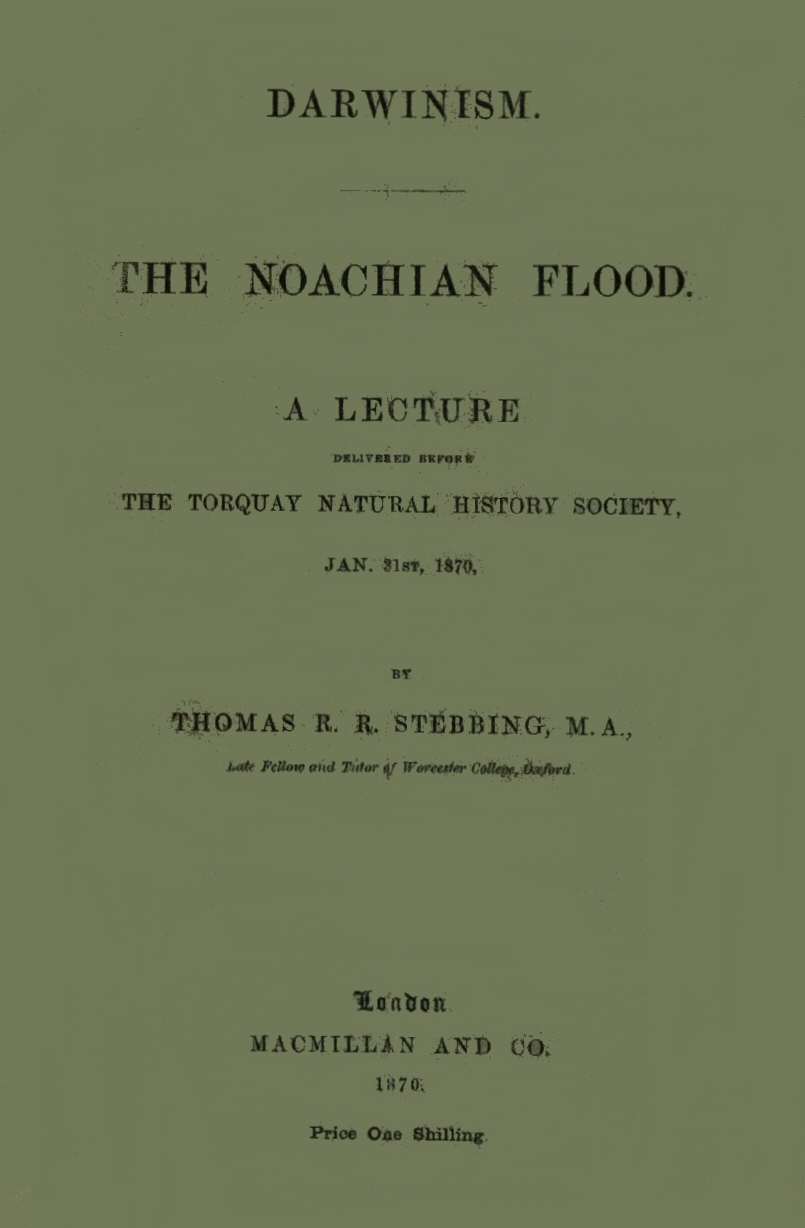 DARWINISM.
THE NOACHIAN FLOOD.
A LECTURE
DELIVERED BEFORE
THE TORQUAY NATURAL HISTORY SOCIETY,
JAN. 31ST, 1870,
BY
THOMAS R. R. STEBBING, M.A.,
Late Fellow and Tutor of Worcester College, Oxford.
London
MACMILLAN AND CO.
1870.
Price One Shilling.